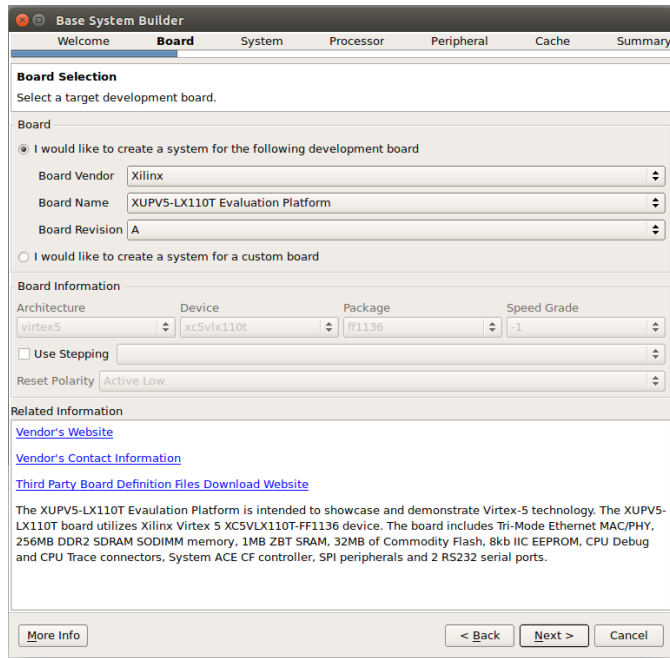 Base System Builder
Welcome Board System Processor Peripheral Cache Summary
Board Selection
Select a target development board.
Board
I would like to create a system for the following development board
Board Vendor Xilinx
Board Name XUPV5-LX110T Evaluation Platform
Board Revision A
I would like to create a system for a custom board
Board Information
Architecture Device Package Speed Grade
virtex5 xc5vlx110t ff1136 -1
Use Stepping
Reset Polarity Active Low
Related Information
Vendor's Website
Vendor's Contact Information
Third Party Board Definition Files Download Website
The XUPV5-LX110T Evaulation Platform is intended to showcase and demonstrate Virtex-5 technology. The XUPV5-
LX110T board utilizes Xilinx Virtex 5 XC5VLX110T-FF1136 device. The board includes Tri-Mode Ethernet MAC/PHY,
256MB DDR2 SDRAM SODIMM memory, 1MB ZBT SRAM, 32MB of Commodity Flash, 8kb IIC EEPROM, CPU Debug
and CPU Trace connectors, System ACE CF controller, SPI peripherals and 2 RS232 serial ports.
More Info < Back Next > Cancel